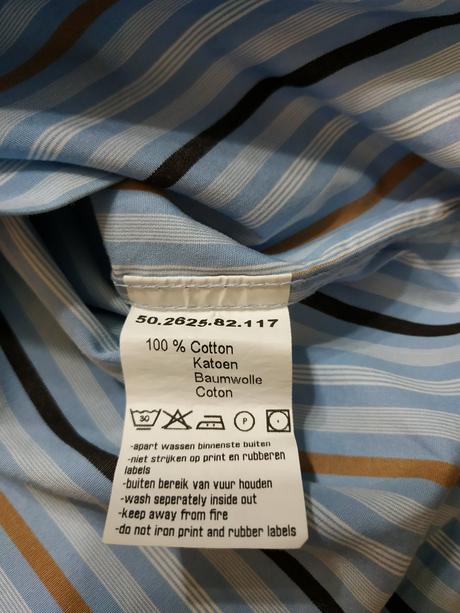 50.2625.82.117
100 % Cotton
Katoen
Baumwolle
Coton
30 P
-apart wassen binnenste buiten
-niet strijken op print en rubberen
labels
-buiten bereik van vuur houden
-wash seperately inside out
-keep away from fire
-do not iron print and rubber labels